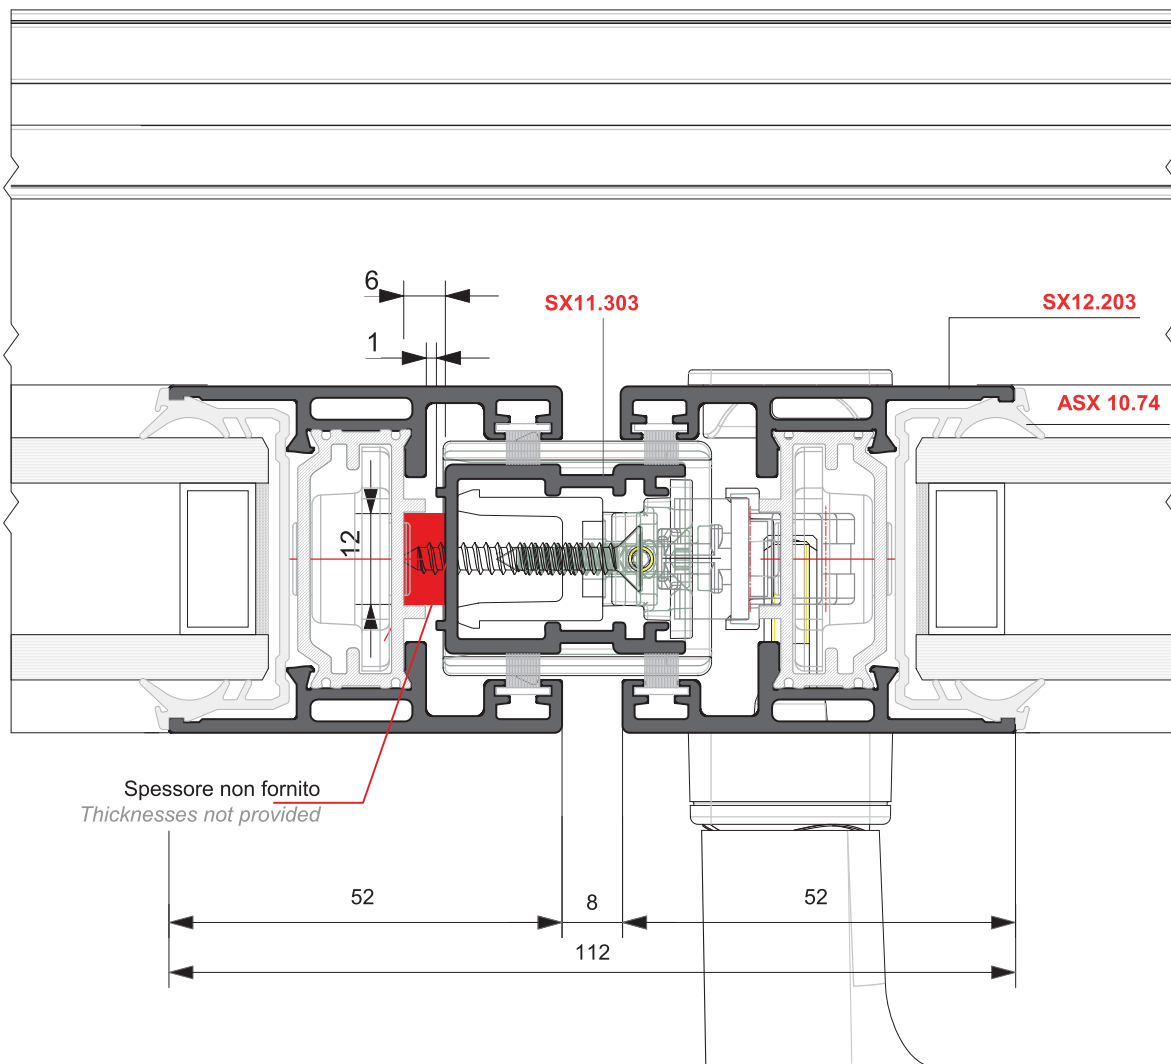 6
SX11.303
SX12.203
1
ASX 10.74
12
Spessore non fornito
Thicknesses not provided
52
8
52
112